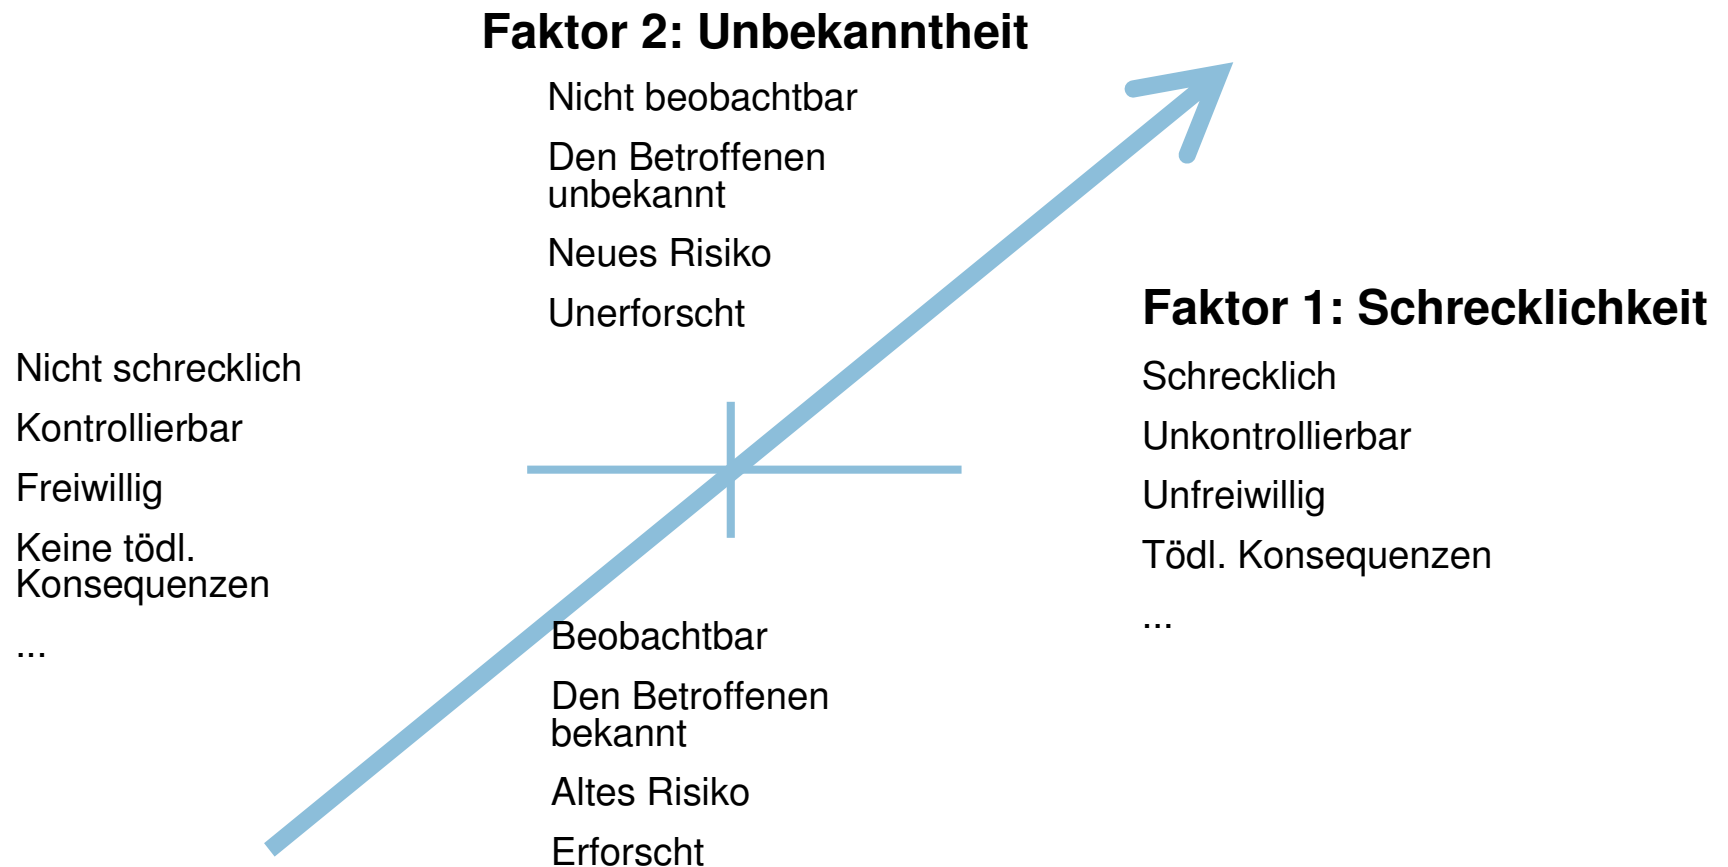 Faktor 2: Unbekanntheit
Nicht beobachtbar
Den Betroffenen
unbekannt
Neues Risiko
Unerforscht
Faktor 1: Schrecklichkeit
Schrecklich
Unkontrollierbar
Unfreiwillig
Tödl. Konsequenzen
...
Nicht schrecklich
Kontrollierbar
Freiwillig
Keine tödl.
Konsequenzen
...
Beobachtbar
Den Betroffenen
bekannt
Altes Risiko
Erforscht